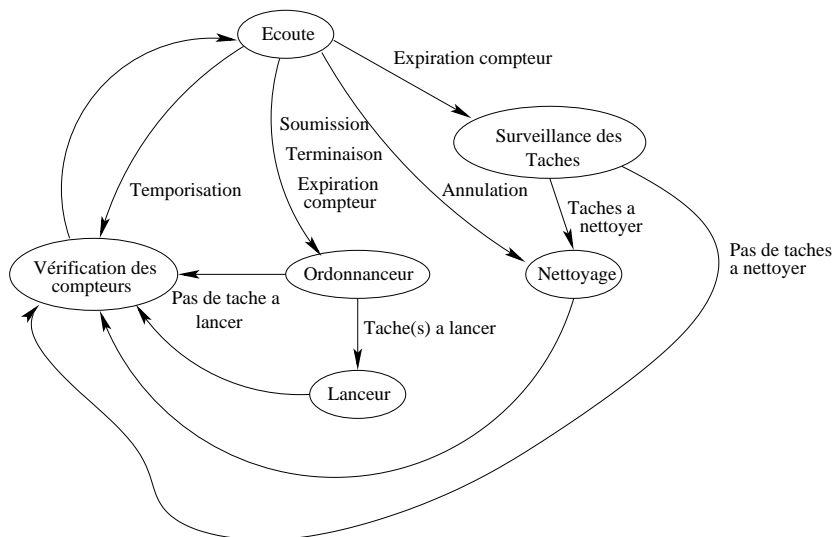 Ecoute
Expiration compteur
Soumission
Terminaison
Expiration
compteur
Surveillance des
Taches
Temporisation
Annulation
Taches a
nettoyer
Pas de taches
a nettoyer
Vérification des
compteurs
Ordonnanceur
Nettoyage
Pas de tache a
lancer
Tache(s) a lancer
Lanceur